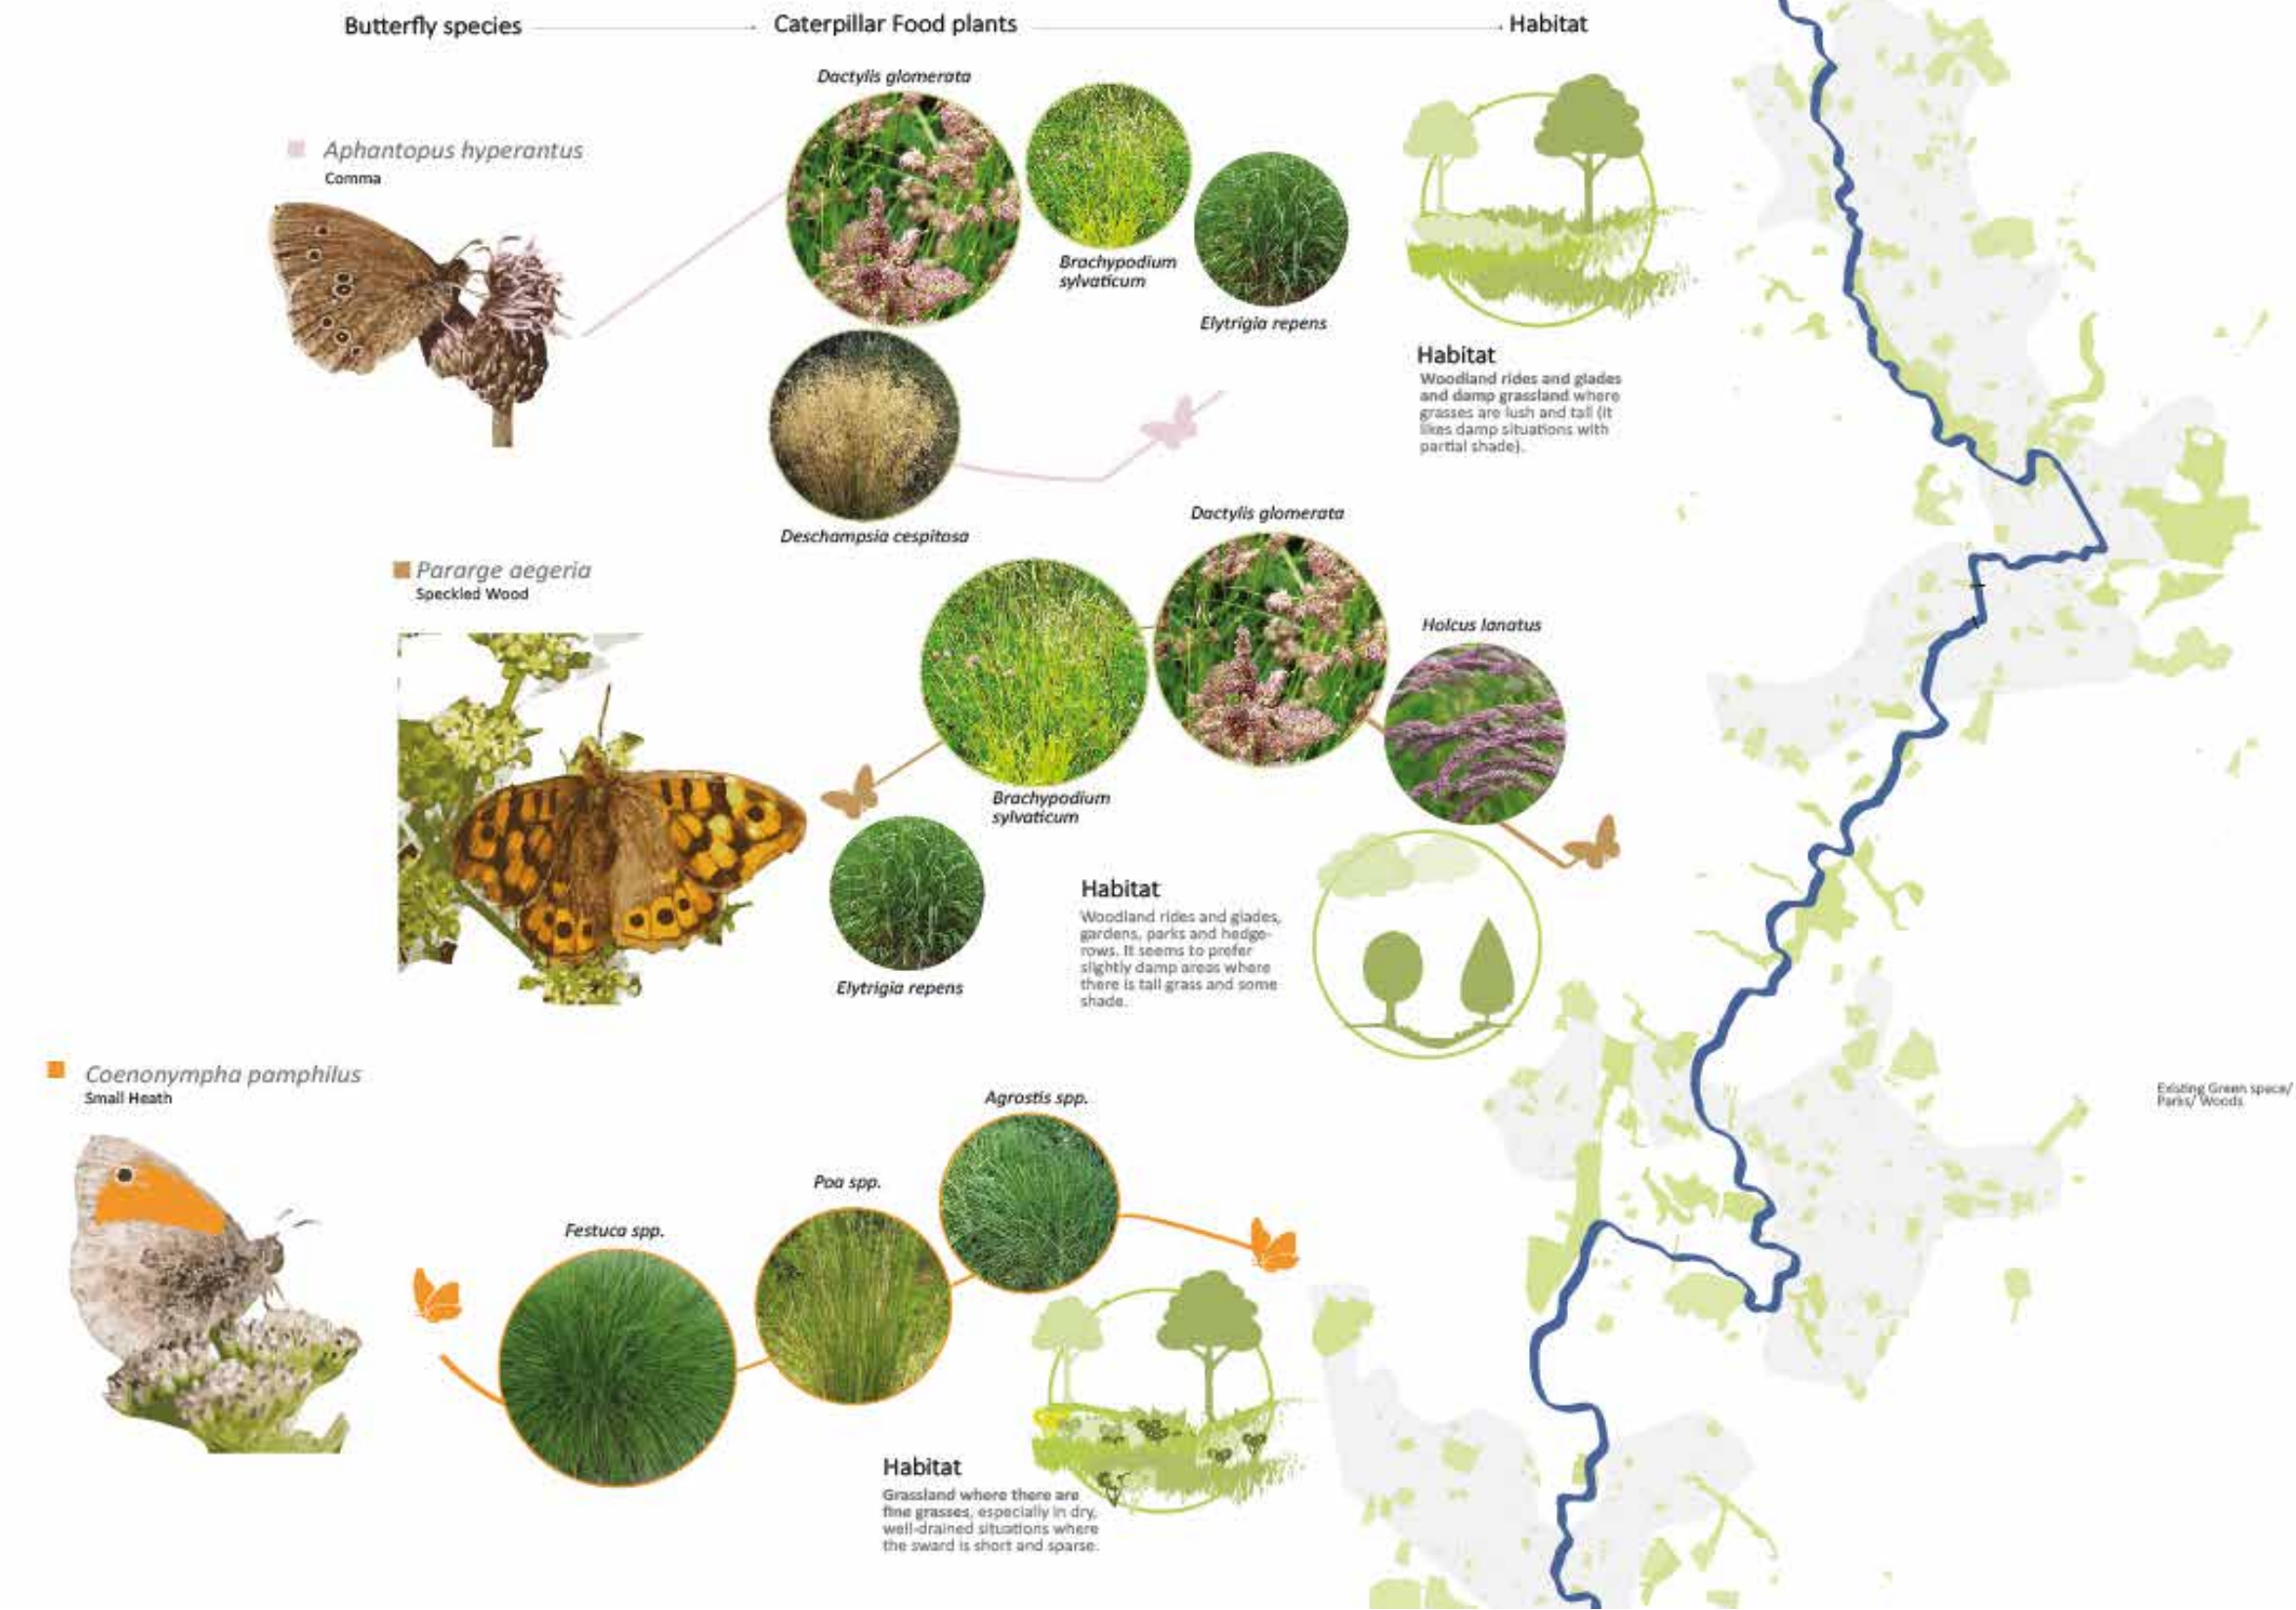 Butterfly species
Caterpillar Food plants
Habitat
Dactylis glomerata
Aphantopus hyperantus
Comma
Brachypodium
sylvaticum
Elytrigia repens
Habitat
Woodland rides and glades
and damp grassland where
grasses are lush and tall (it
likes damp situations with
partial shade).
Deschampsia cespitosa
Dactylis glomerata
Pararge aegeria
Speckled Wood
Holcus lanatus
Brachypodium
sylvaticum
Elytrigia repens
Habitat
Woodland rides and glades,
gardens, parks and hedge-
rows. It seems to prefer
slightly damp areas where
there is tall grass and some
shade.
Coenonympha pamphilus
Small Heath
Agrostis spp.
Poa spp.
Festuca spp.
Habitat
Grassland where there are
fine grasses, especially in dry,
well-drained situations where
the sward is short and sparse.
Existing Green space/
Parks/ Woods